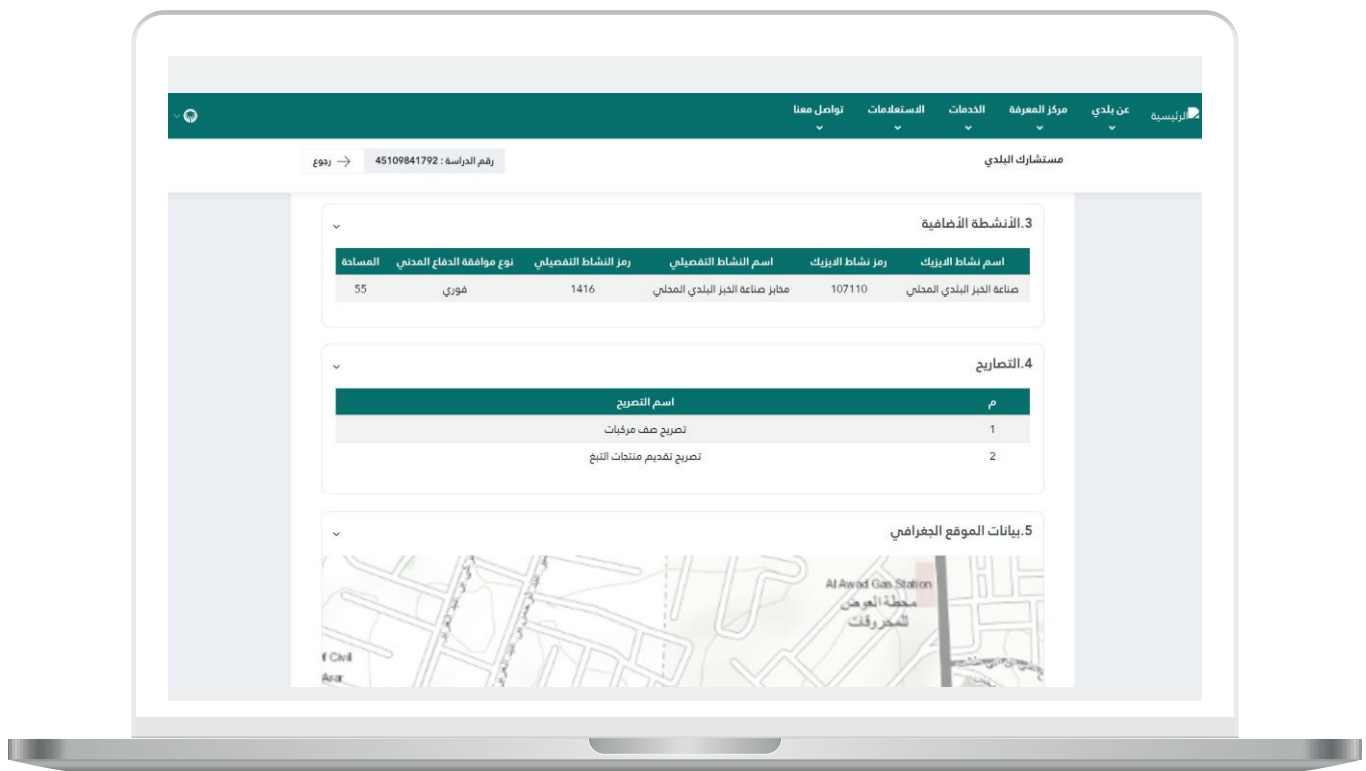 الرئيسية عن بلدي مركز المعرفة الخدمات الاستعلامات تواصل معنا
مستشارك البلدي
رقم الدراسة : 45109841792
رجوع
3.الأنشطة الأضافية
اسم نشاط الايزيك رمز نشاط الايزيك اسم النشاط التفصيلي رمز النشاط التفصيلي نوع موافقة الدفاع المدني المساحة
صناعة الخبز البلدي المحلي 107110 مخابز صناعة الخبز البلدي المحلي 1416 فوري 55
4.التصاريح
م اسم التصريح
1 تصريح صف مركبات
2 تصريح تقديم منتجات التبغ
5.بيانات الموقع الجغرافي
Al Awad Gas Station
محطة العوض
للمحروقات
f Civil
Arar